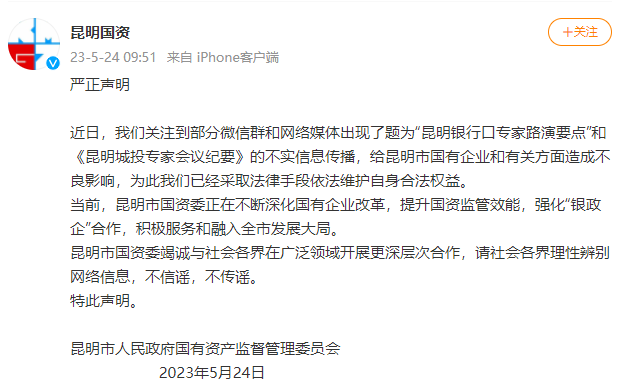 昆明国资
+关注
23-5-24 09:51 来自 iPhone客户端
严正声明
近日，我们关注到部分微信群和网络媒体出现了题为“昆明银行口专家路演要点”和
《昆明城投专家会议纪要》的不实信息传播，给昆明市国有企业和有关方面造成不
良影响，为此我们已经采取法律手段依法维护自身合法权益。
当前，昆明市国资委正在不断深化国有企业改革，提升国资监管效能，强化“银政
企”合作，积极服务和融入全市发展大局。
昆明市国资委竭诚与社会各界在广泛领域开展更深层次合作，请社会各界理性辨别
网络信息，不信谣，不传谣。
特此声明。
昆明市人民政府国有资产监督管理委员会
2023年5月24日